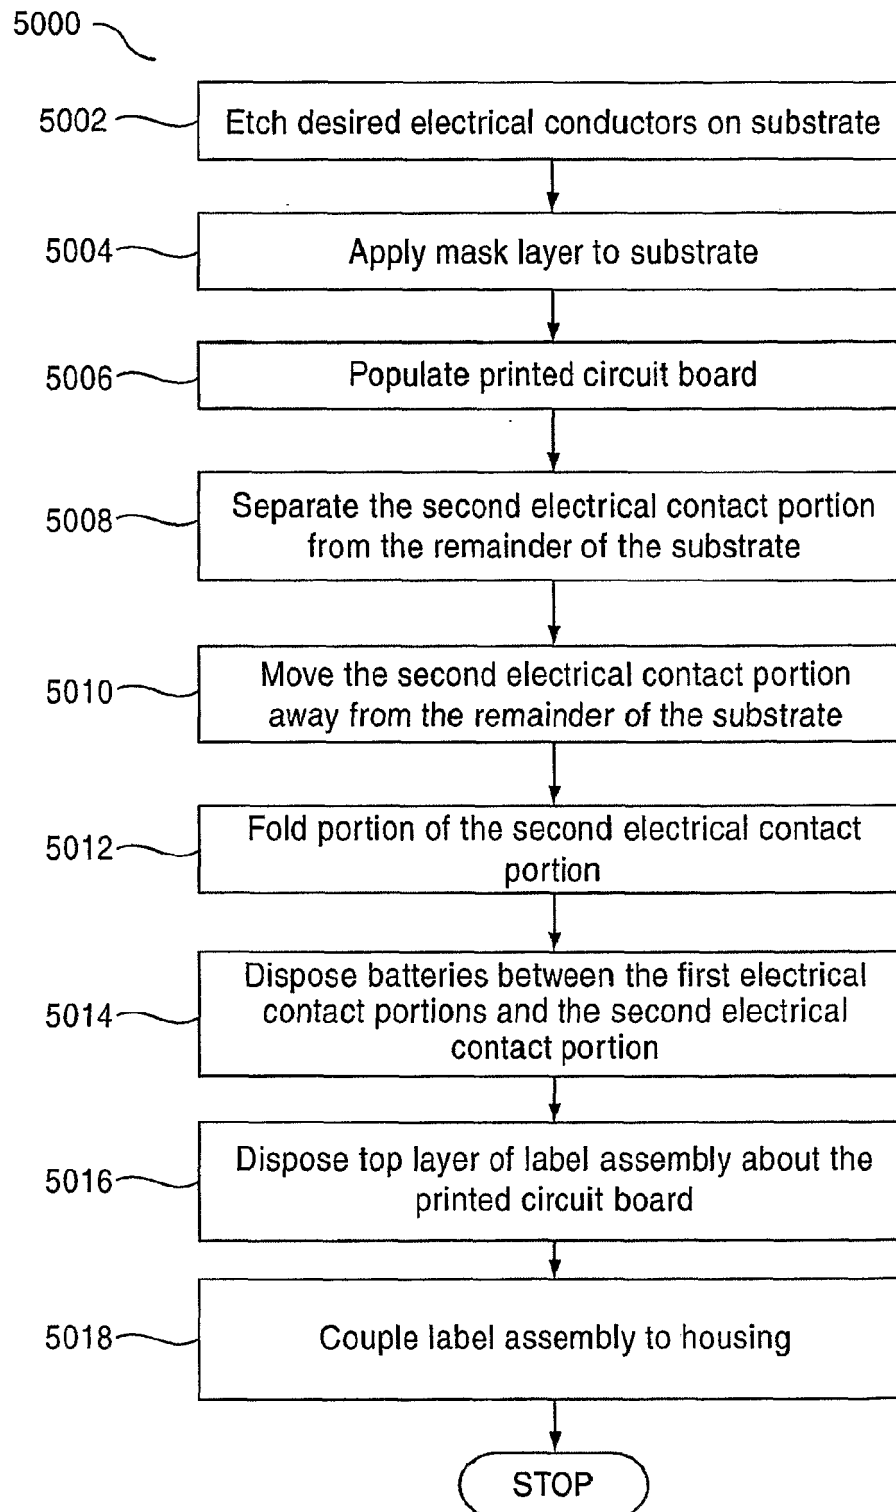 5000
5002
Etch desired electrical conductors on substrate
5004
Apply mask layer to substrate
5006
Populate printed circuit board
5008
Separate the second electrical contact portion
from the remainder of the substrate
5010
Move the second electrical contact portion
away from the remainder of the substrate
5012
Fold portion of the second electrical contact
portion
5014
Dispose batteries between the first electrical
contact portions and the second electrical
contact portion
5016
Dispose top layer of label assembly about the
printed circuit board
5018
Couple label assembly to housing
STOP